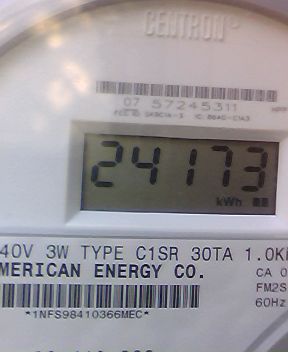 CENTRON®
07 57245311
24173
kWh
40V 3W TYPE C1SR 30TA 1.0K
MERICAN ENERGY CO.
CA 0
FM2S
60Hz
*1NFS98410366MEC*